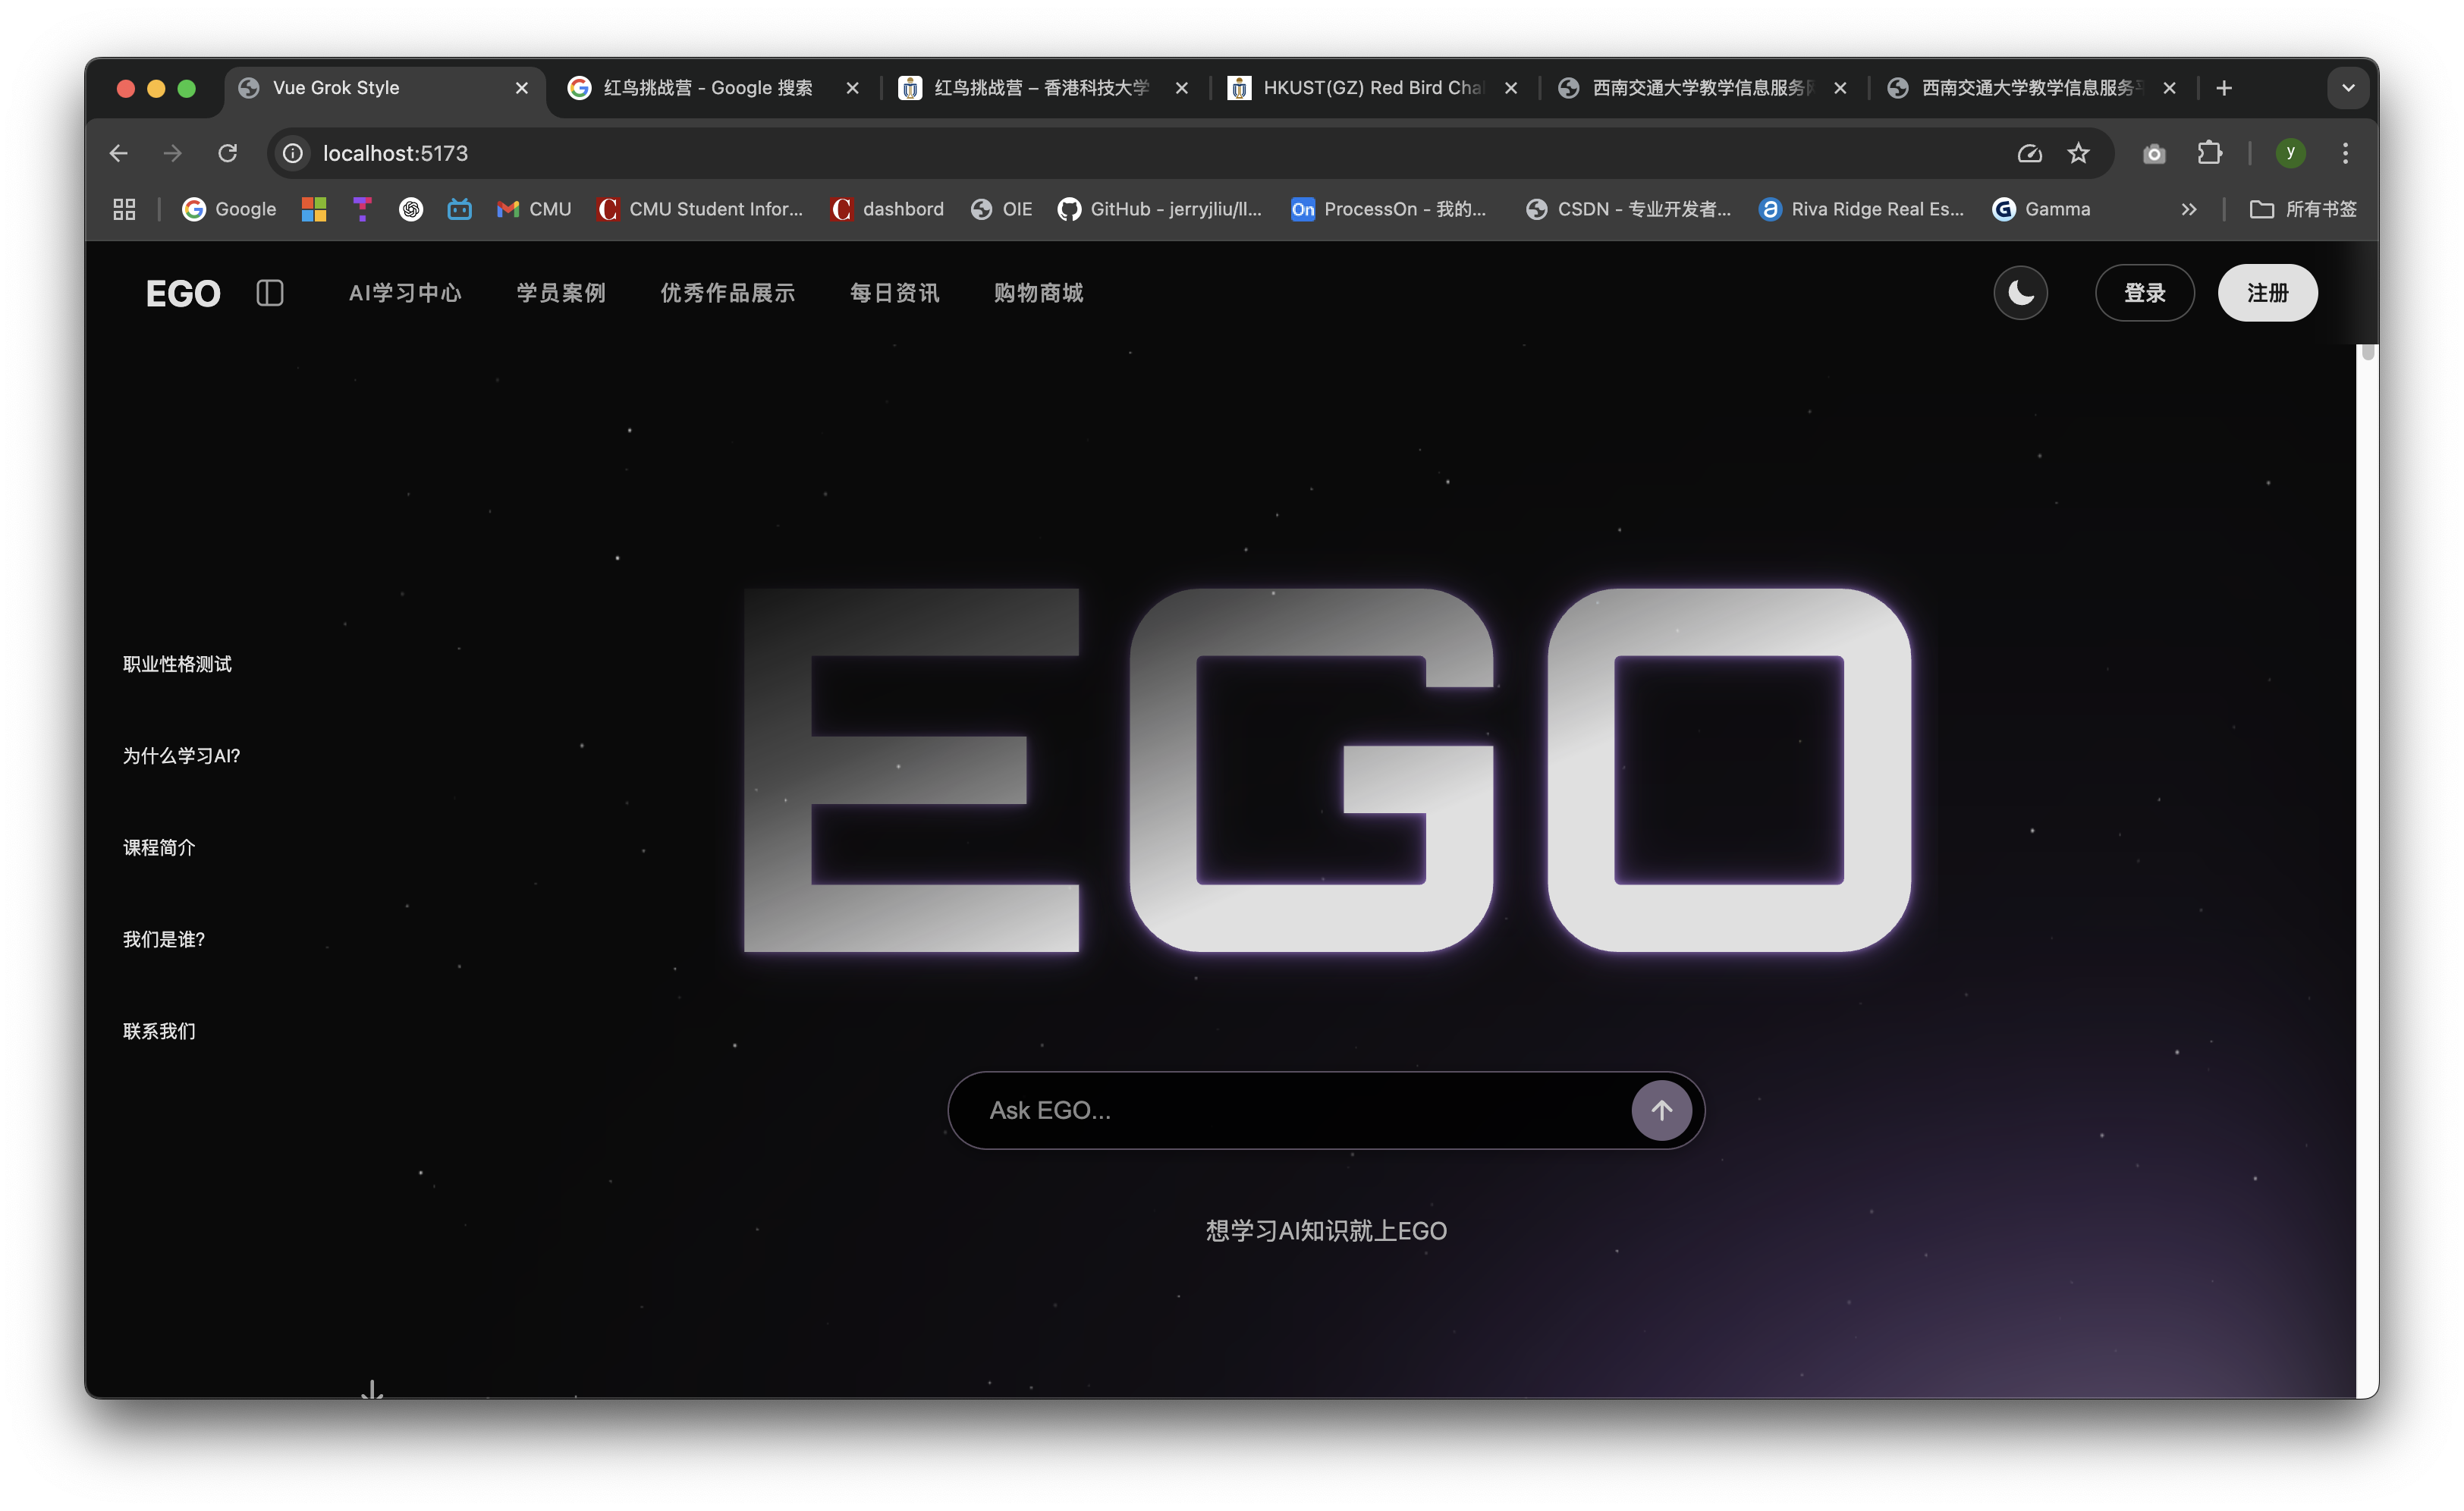 Vue Grok Style
红鸟挑战营 - Google 搜索
红鸟挑战营 – 香港科技大学
HKUST(GZ) Red Bird Cha
西南交通大学教学信息服务
西南交通大学教学信息服务
localhost:5173
y
Google
CMU
CMU Student Infor...
dashbord
OIE
GitHub - jerryjliu/ll...
On ProcessOn - 我的...
CSDN - 专业开发者...
Riva Ridge Real Es...
Gamma
所有书签
EGO
AI学习中心
学员案例
优秀作品展示
每日资讯
购物商城
登录
注册
职业性格测试
为什么学习AI?
课程简介
我们是谁?
联系我们
EGO
Ask EGO...
想学习AI知识就上EGO